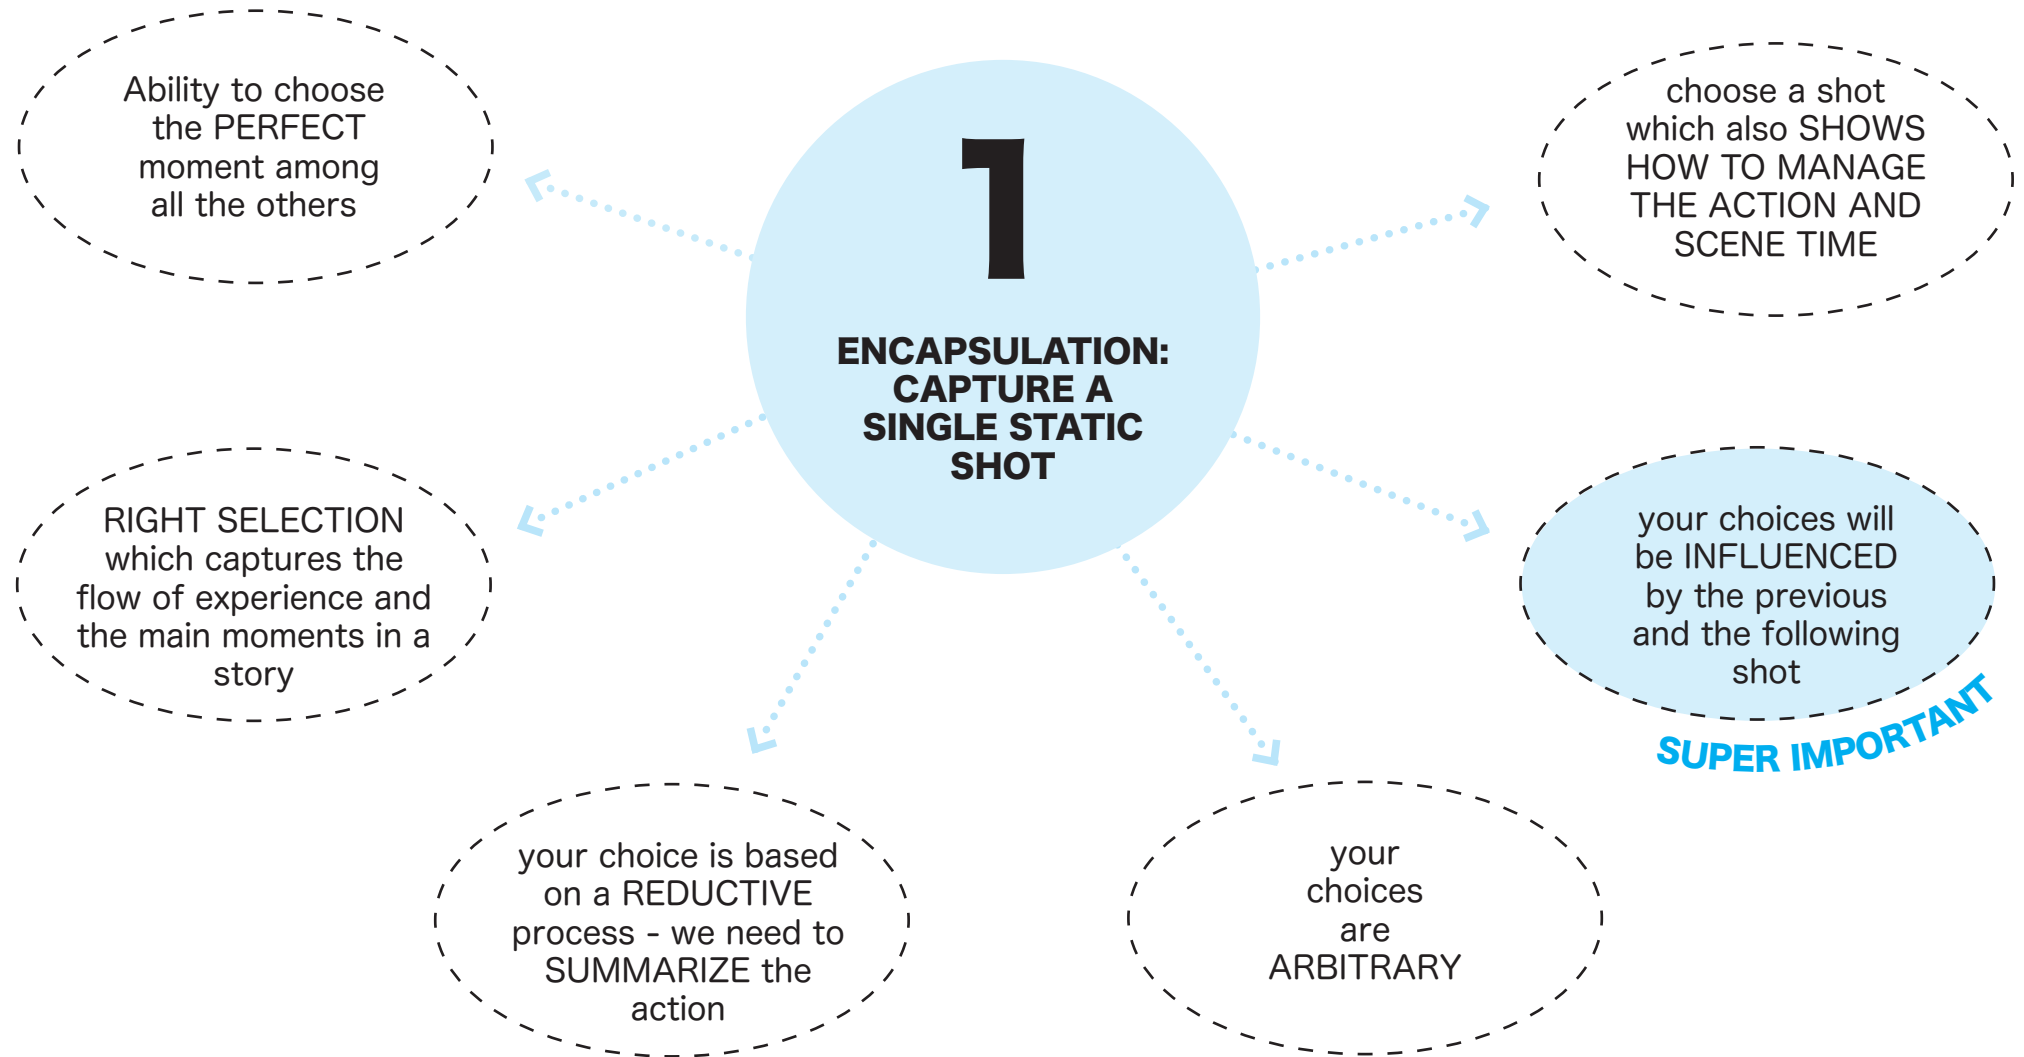 1
ENCAPSULATION:
CAPTURE A
SINGLE STATIC
SHOT
Ability to choose
the PERFECT
moment among
all the others
RIGHT SELECTION
which captures the
flow of experience and
the main moments in a
story
your choice is based
on a REDUCTIVE
process - we need to
SUMMARIZE the
action
your
choices
are
ARBITRARY
your choices will
be INFLUENCED
by the previous
and the following
shot
SUPER IMPORTANT
choose a shot
which also SHOWS
HOW TO MANAGE
THE ACTION AND
SCENE TIME